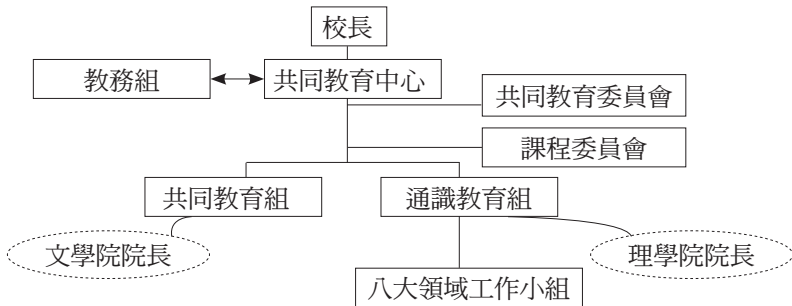 校長
教務組
共同教育中心
共同教育委員會
課程委員會
共同教育組
通識教育組
文學院院長
理學院院長
八大領域工作小組